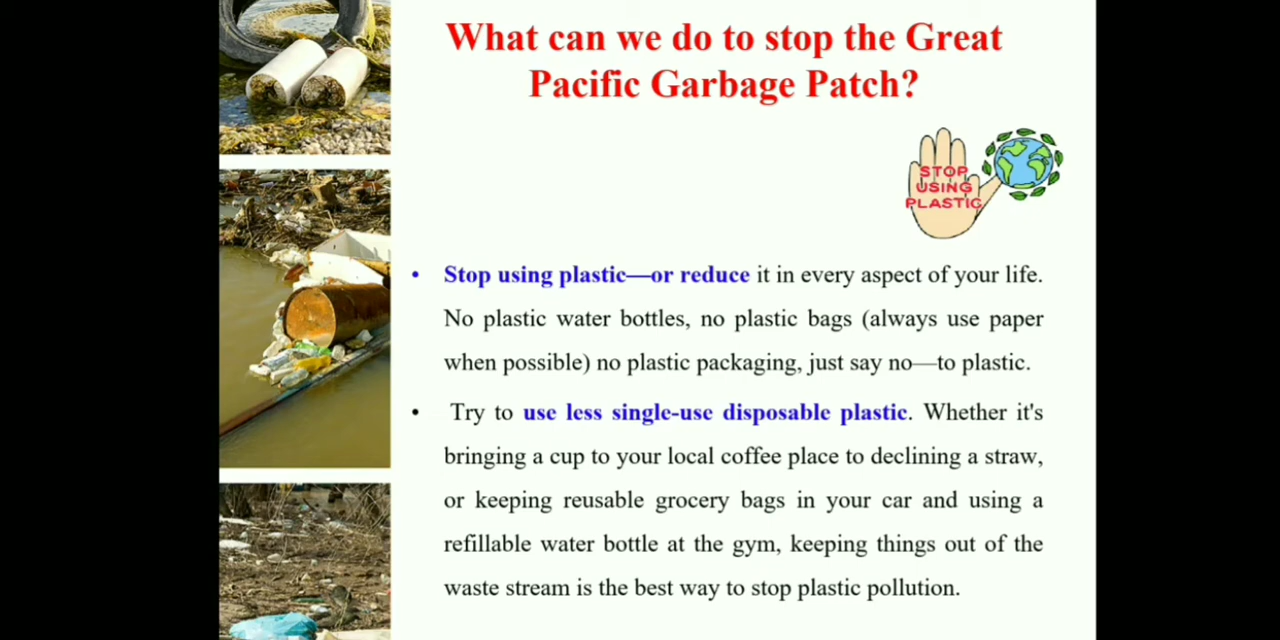 What can we do to stop the Great
Pacific Garbage Patch?
STOP
USING
PLASTIC
• Stop using plastic—or reduce it in every aspect of your life.
No plastic water bottles, no plastic bags (always use paper
when possible) no plastic packaging, just say no—to plastic.
• Try to use less single-use disposable plastic. Whether it's
bringing a cup to your local coffee place to declining a straw,
or keeping reusable grocery bags in your car and using a
refillable water bottle at the gym, keeping things out of the
waste stream is the best way to stop plastic pollution.